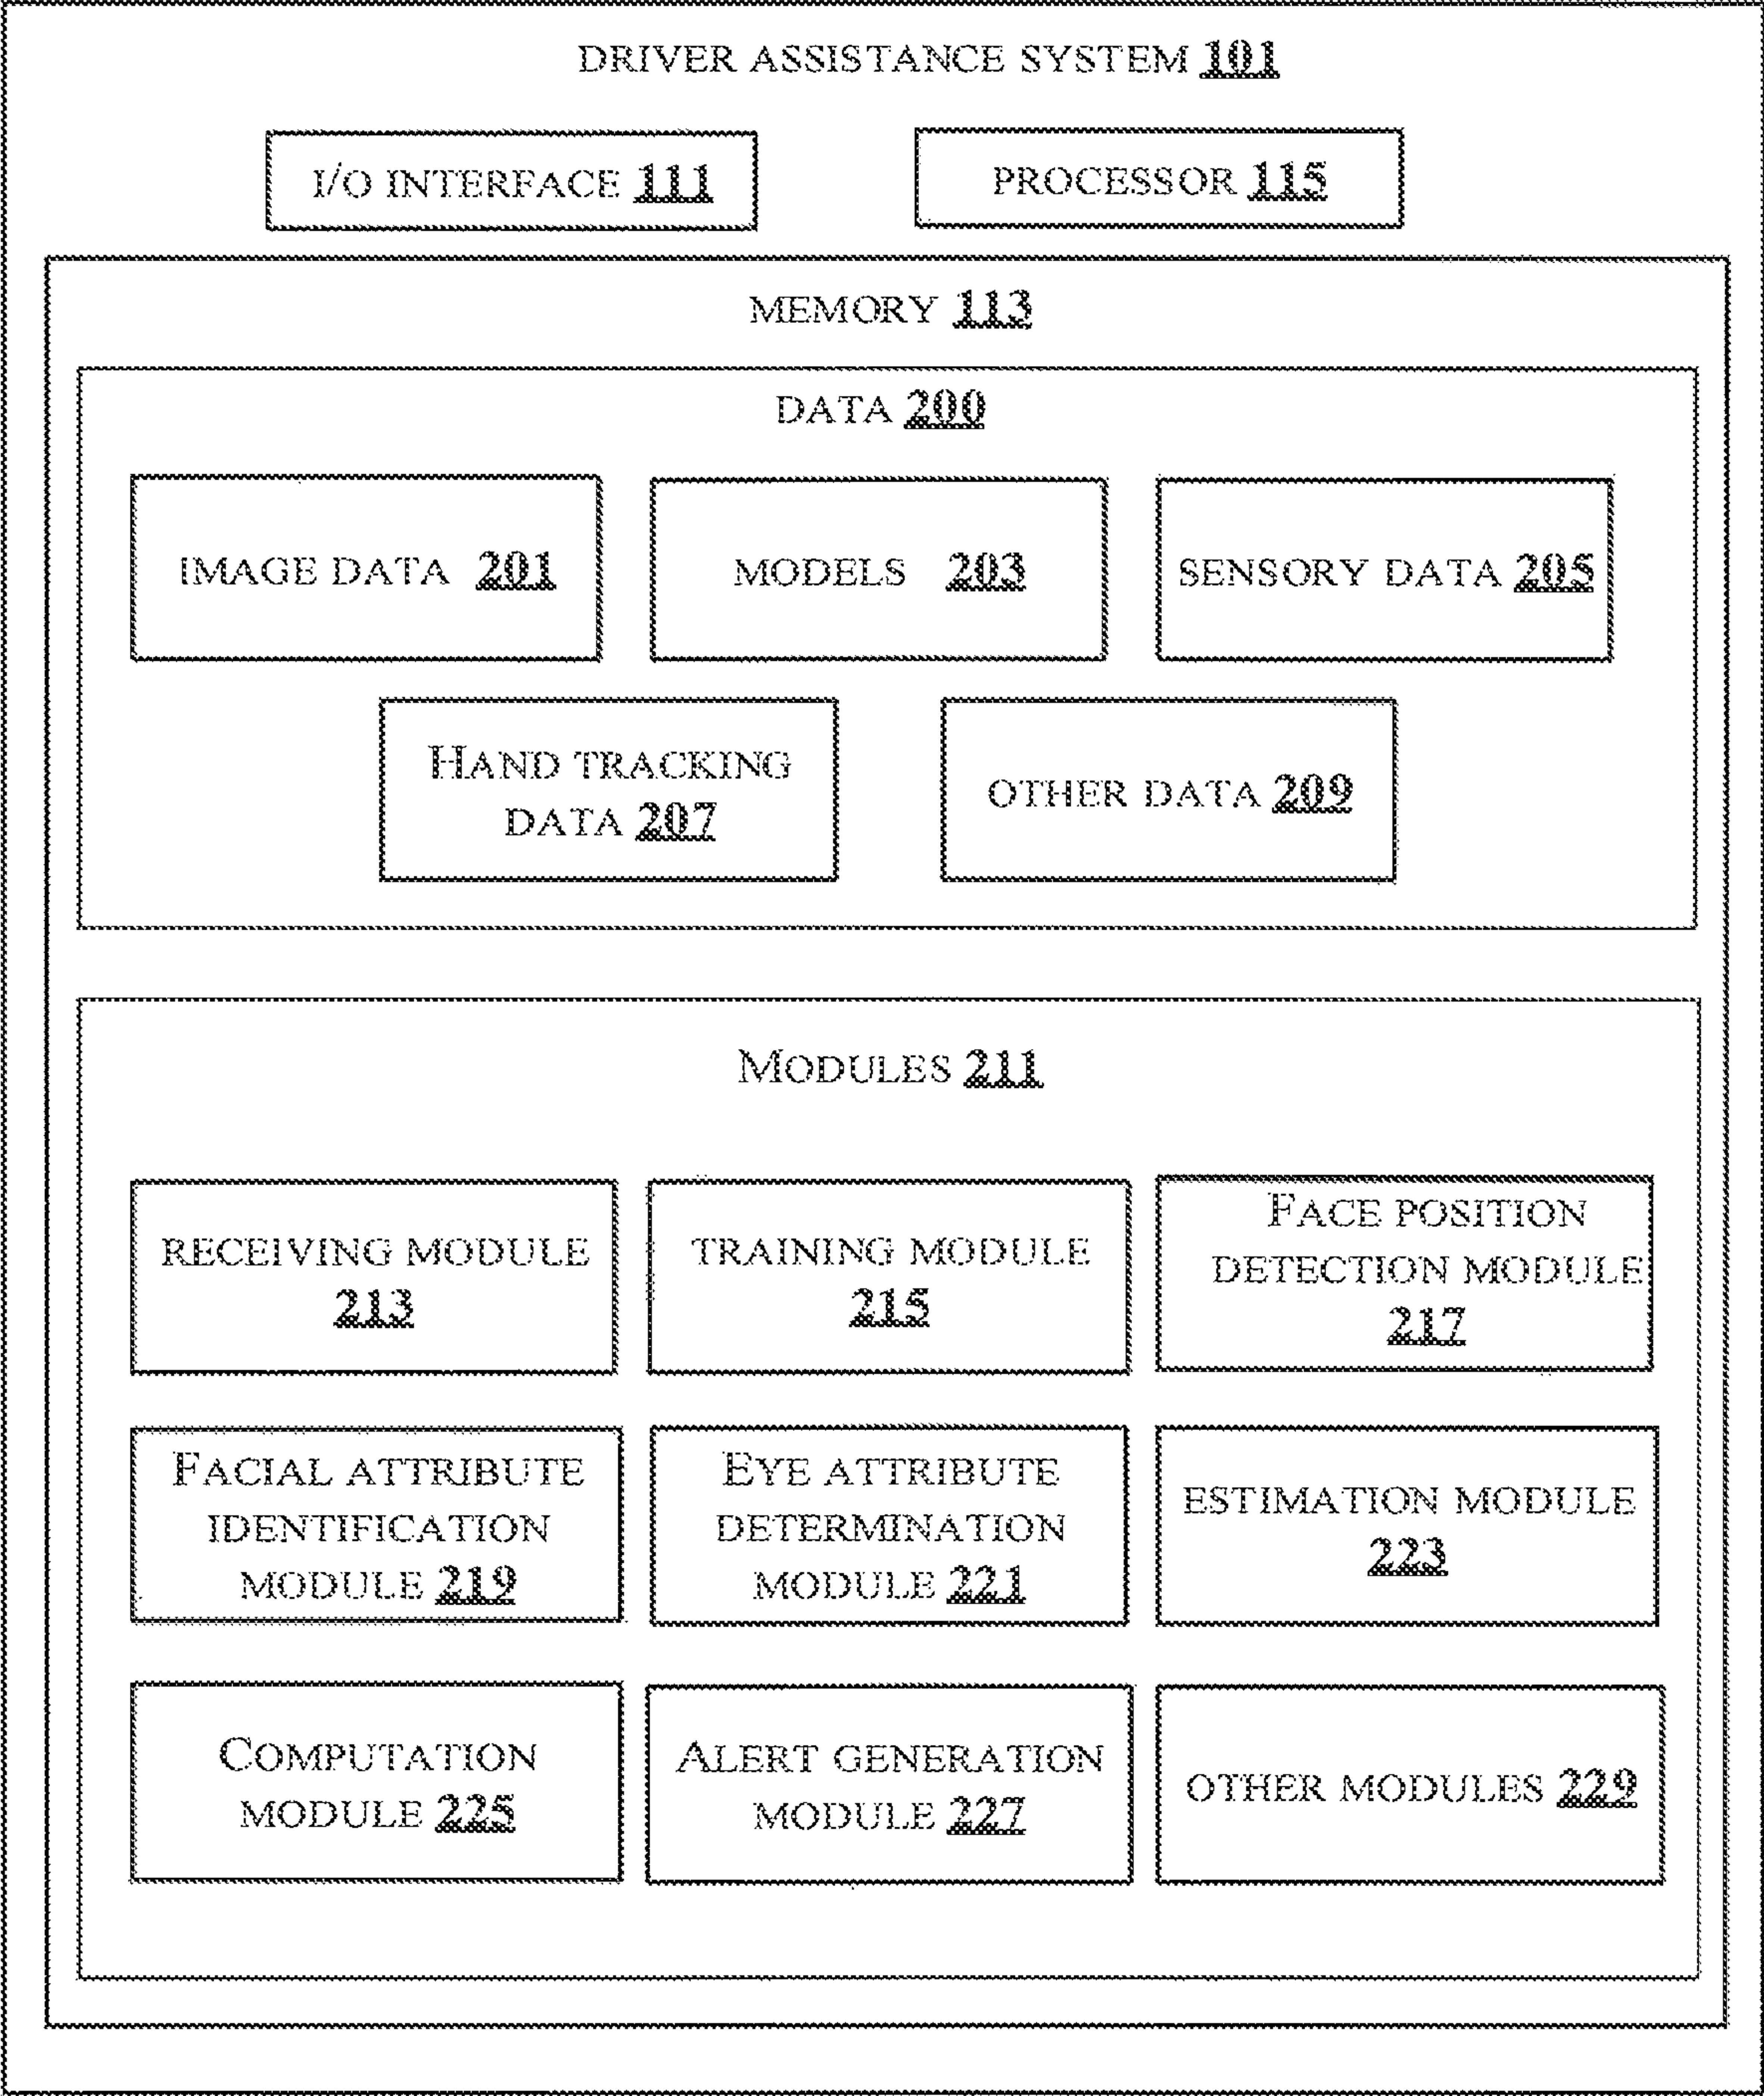 DRIVER ASSISTANCE SYSTEM 101
I/O INTERFACE 111
PROCESSOR 115
MEMORY 113
DATA 200
IMAGE DATA 201
MODELS 203
SENSORY DATA 205
HAND TRACKING
DATA 207
OTHER DATA 209
MODULES 211
RECEIVING MODULE
213
TRAINING MODULE
215
FACE POSITION
DETECTION MODULE
217
FACIAL ATTRIBUTE
IDENTIFICATION
MODULE 219
EYE ATTRIBUTE
DETERMINATION
MODULE 221
ESTIMATION MODULE
223
COMPUTATION
MODULE 225
ALERT GENERATION
MODULE 227
OTHER MODULES 229